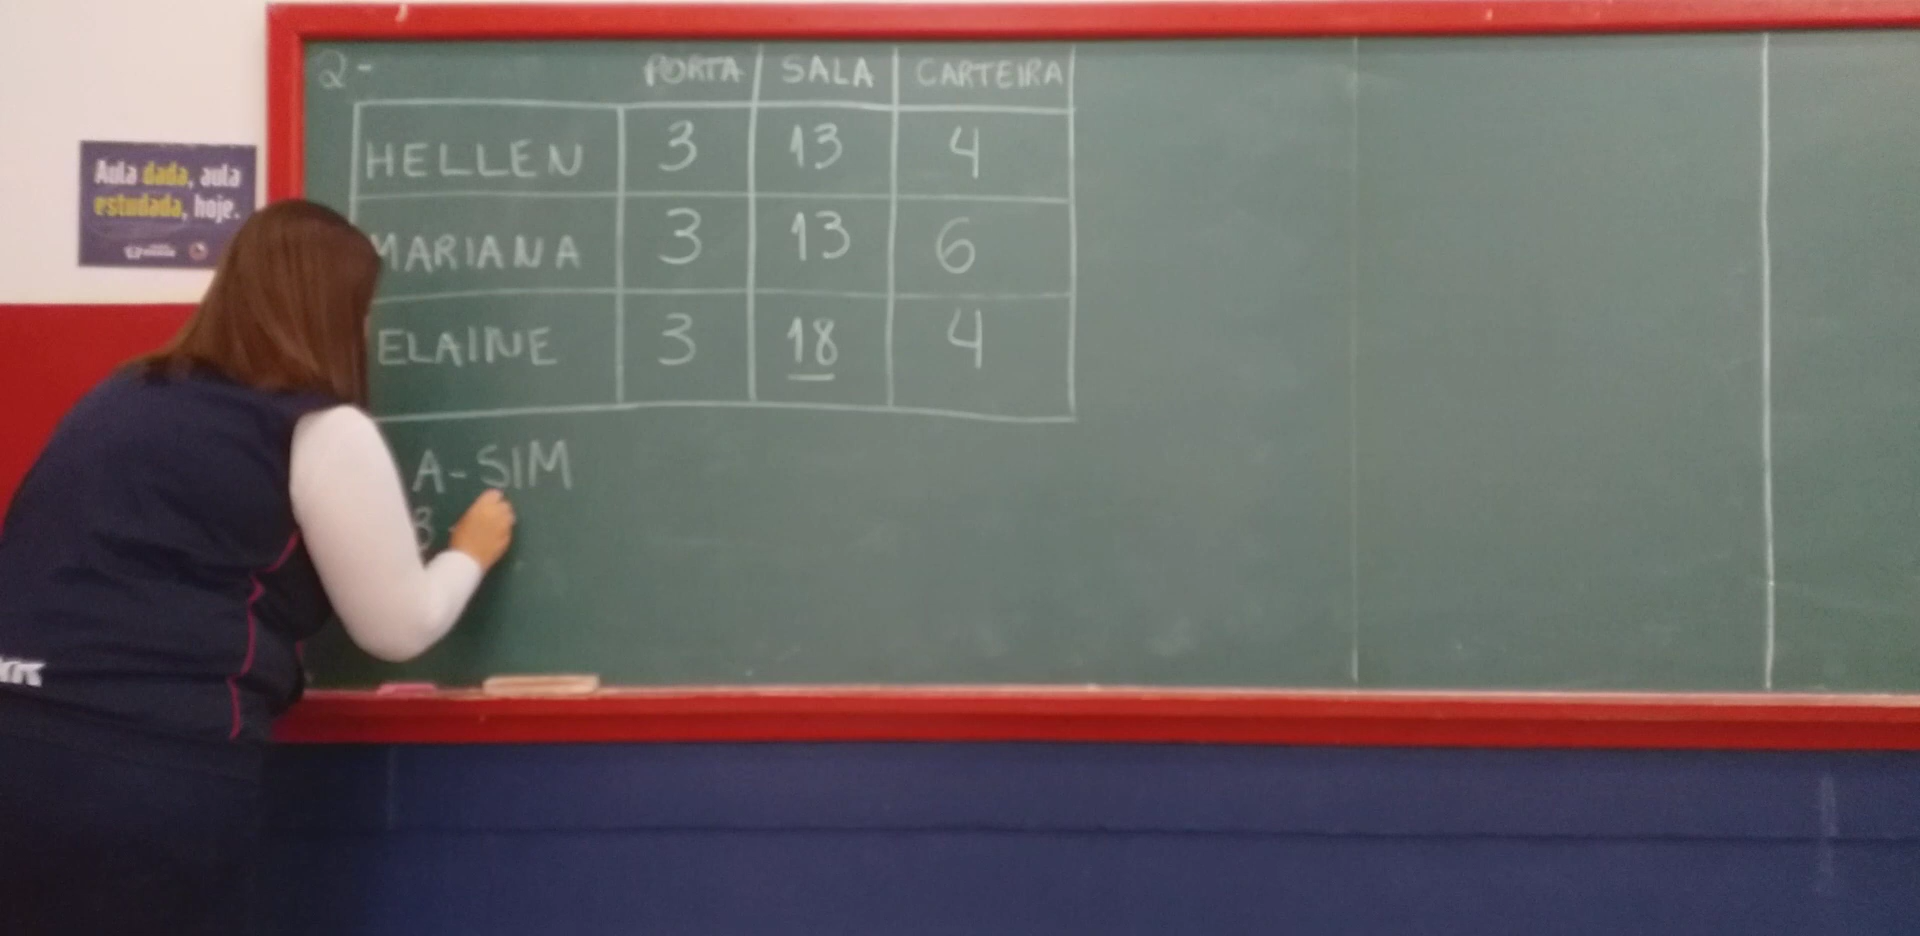 Aula dada, aula
estudada, hoje.
2- PORTA SALA CARTEIRA
HELLEN 3 13 4
MARIANA 3 13 6
ELAINE 3 18 4
A-SIM
B